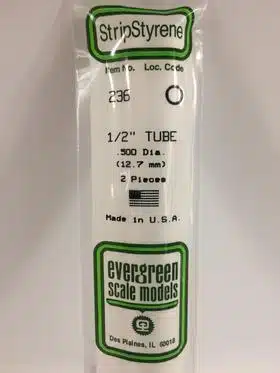 StripStyrene
Item No. Loc. Code
236
1/2" TUBE
.500 Dia.
(12.7 mm)
2 Pieces
Made in U.S.A.
evergreen
scale models
Des Plaines, IL 60018